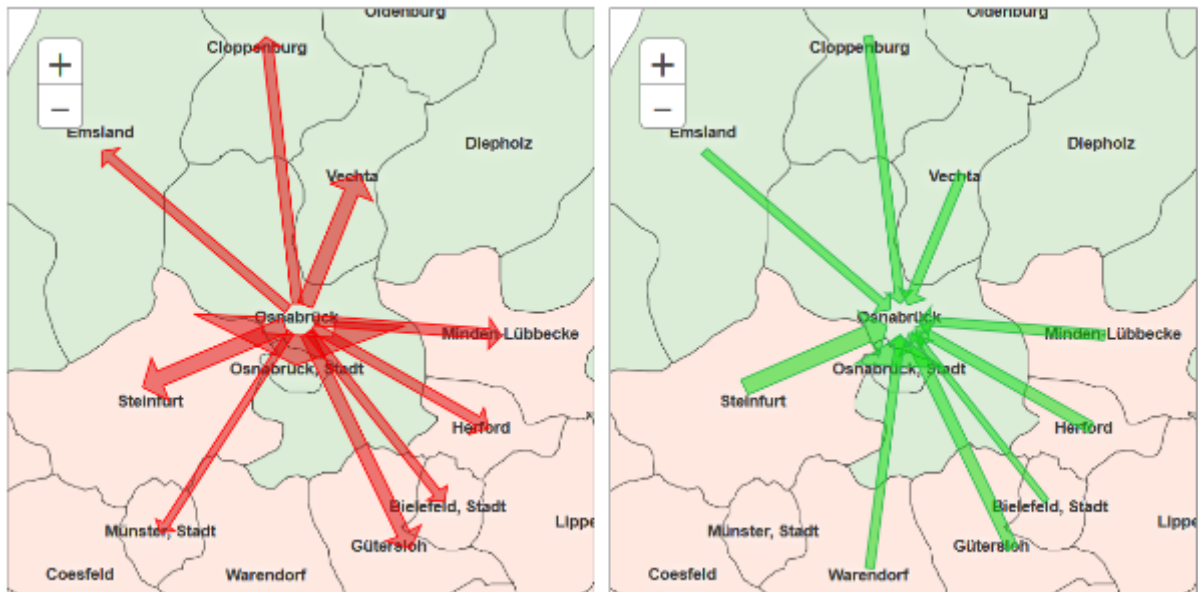 Oldenburg
Cloppenburg
+
−
Emsland
Diepholz
Vechta
Osnabrück
Minden-Lübbecke
Osnabrück, Stadt
Steinfurt
Herford
Bielefeld, Stadt
Münster, Stadt
Lippe
Gütersloh
Coesfeld
Warendorf
Oldenburg
Cloppenburg
+
−
Emsland
Diepholz
Vechta
Osnabrück
Minden-Lübbecke
Osnabrück, Stadt
Steinfurt
Herford
Bielefeld, Stadt
Münster, Stadt
Lippe
Gütersloh
Coesfeld
Warendorf